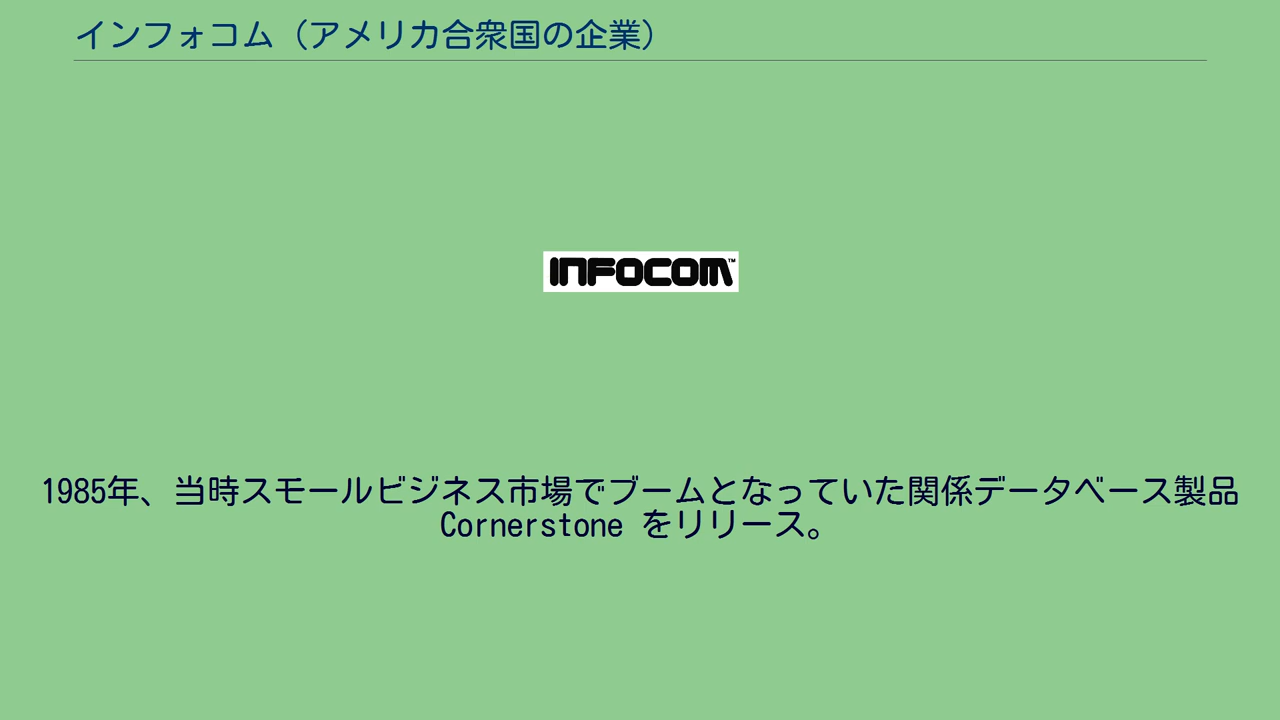 インフォコム（アメリカ合衆国の企業）
INFOCOM™
1985年、当時スモールビジネス市場でブームとなっていた関係データベース製品
Cornerstone をリリース。